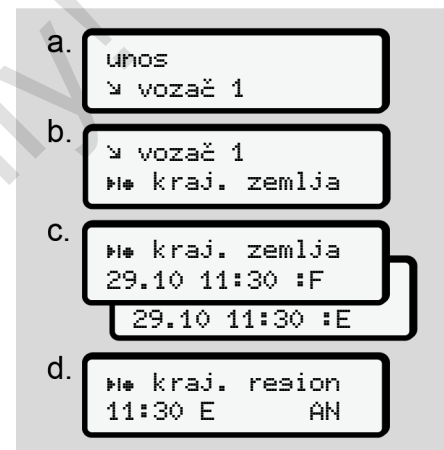 a.
unos
↘ vozač 1
b.
↘ vozač 1
kraj. zemlja
c.
kraj. zemlja
29.10 11:30 :F
29.10 11:30 :E
d.
kraj. region
11:30 E AN